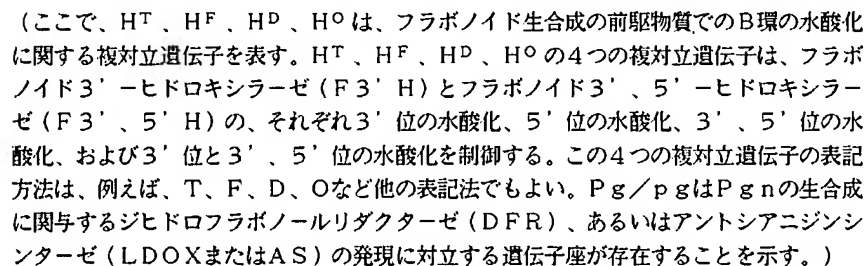 (ここで、Hᵀ 、Hᶠ 、Hᴰ 、Hᴼ は、フラボノイド生合成の前駆物質でのB環の水酸化
に関する複対立遺伝子を表す。Hᵀ 、Hᶠ 、Hᴰ 、Hᴼ の4つの複対立遺伝子は、フラボ
ノイド3’ −ヒドロキシラーゼ(F3’ H)とフラボノイド3’ 、5’ −ヒドロキシラー
ゼ(F3’ 、5’ H)の、それぞれ3’ 位の水酸化、5’ 位の水酸化、3’ 、5’ 位の水
酸化、および3’ 位と3’ 、5’ 位の水酸化を制御する。この4つの複対立遺伝子の表記
方法は、例えば、T、F、D、Oなど他の表記法でもよい。Pg/pgはPgnの生合成
に関与するジヒドロフラボノールリダクターゼ(DFR)、あるいはアントシアニジンシ
ンターゼ(LDOXまたはAS)の発現に対立する遺伝子座が存在することを示す。)